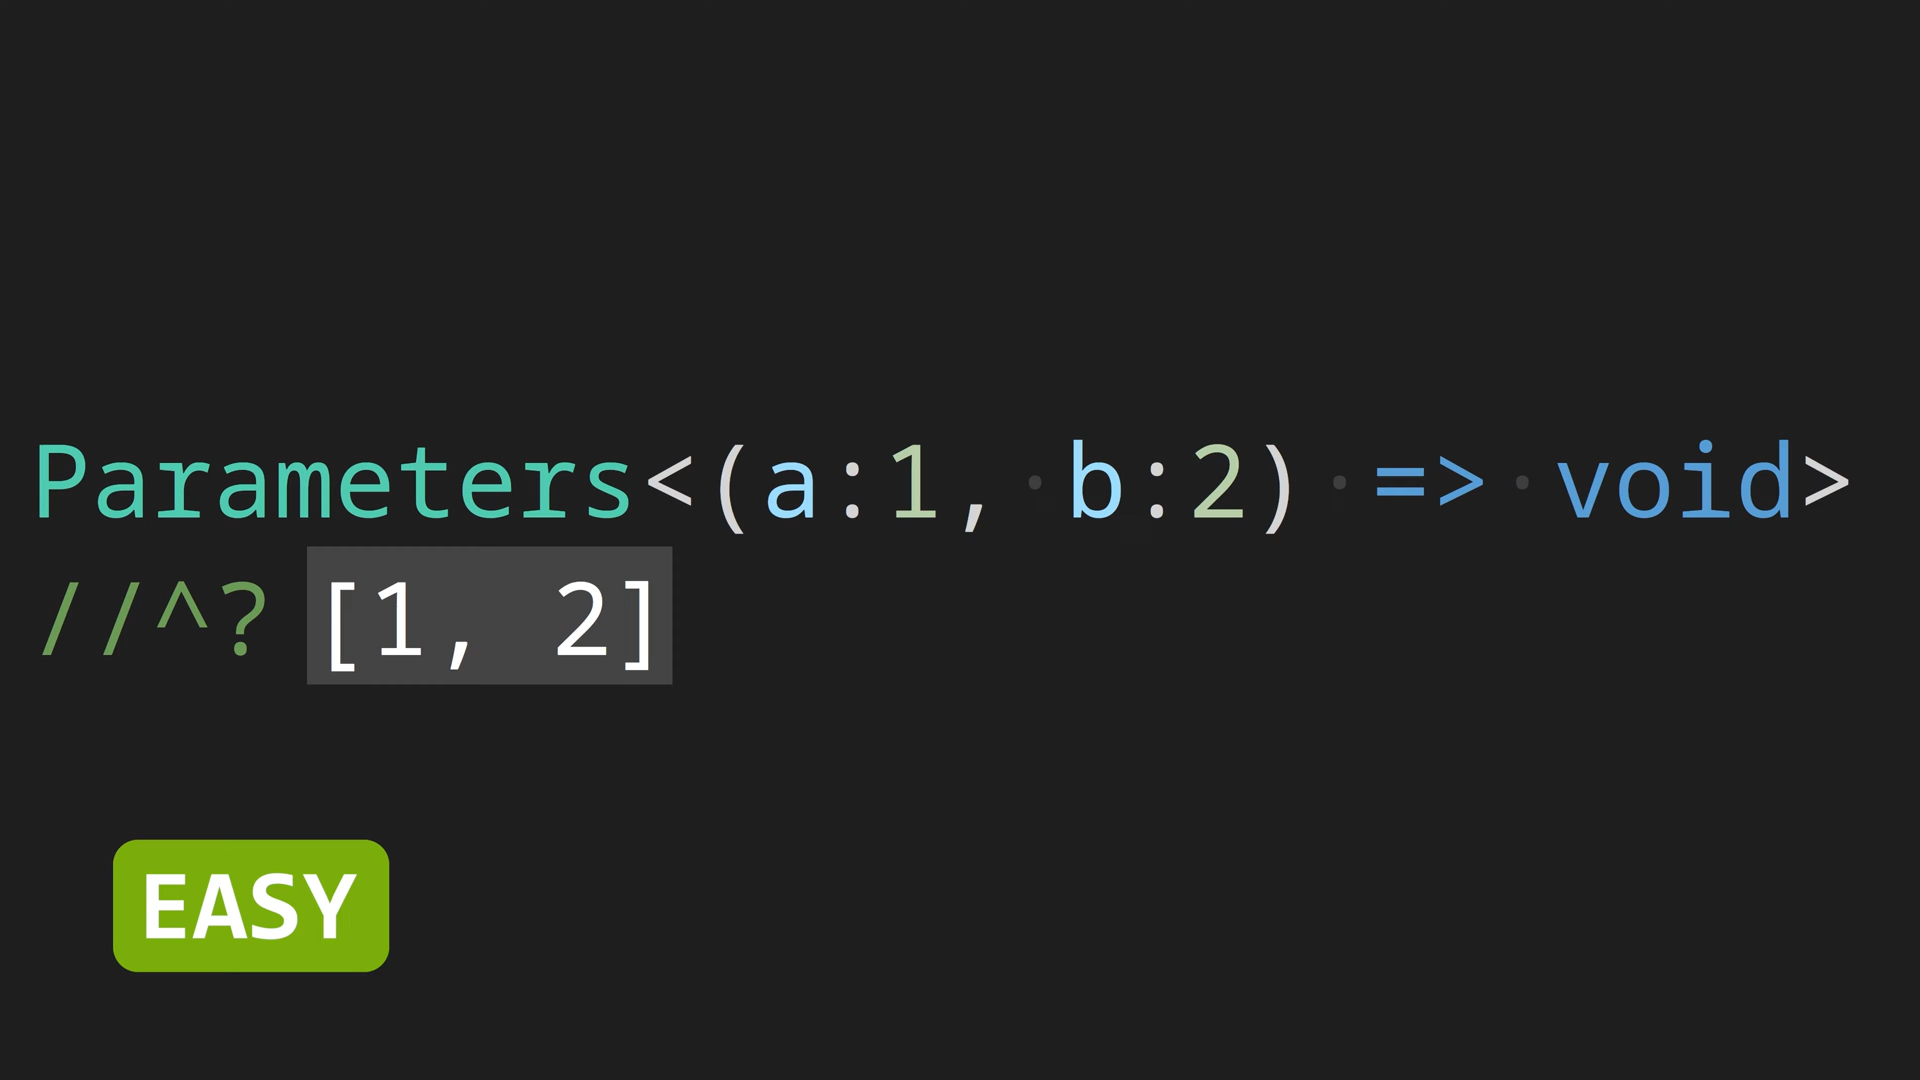 Parameters<(a:1, b:2) => void>
//^? [1, 2]
EASY